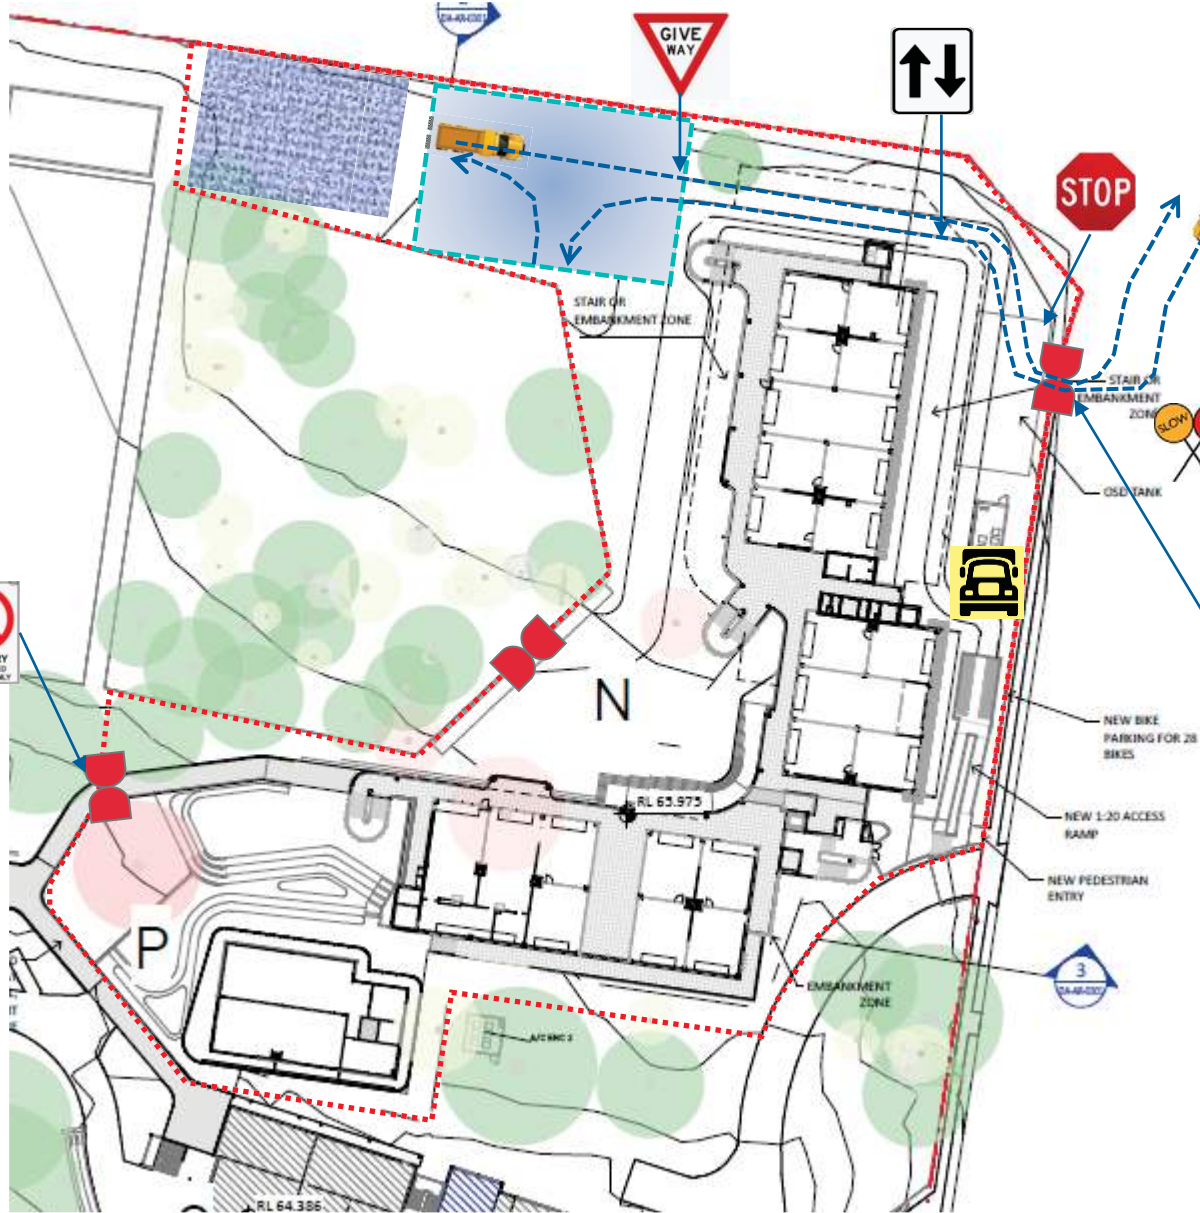 GIVE
WAY
STOP
STAIR OR
EMBANKMENT ZONE
STAIR OR
EMBANKMENT
ZONE
SLOW
OSD TANK
N
NEW BIKE
PARKING FOR 28
BIKES
RL 65.975
NEW 1:20 ACCESS
RAMP
NEW PEDESTRIAN
ENTRY
P
3
EMBANKMENT
ZONE
RL 64.386